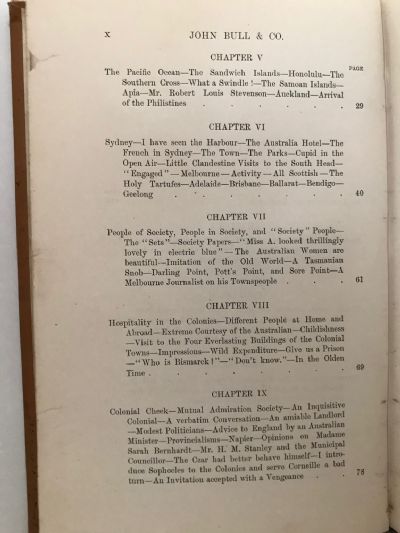 x JOHN BULL & CO.
CHAPTER V
PAGE
The Pacific Ocean—The Sandwich Islands—Honolulu—The
Southern Cross—What a Swindle!—The Samoan Islands—
Apia—Mr. Robert Louis Stevenson—Auckland—Arrival
of the Philistines . . . . . . 29
CHAPTER VI
Sydney—I have seen the Harbour—The Australia Hotel—The
French in Sydney—The Town—The Parks—Cupid in the
Open Air—Little Clandestine Visits to the South Head—
"Engaged"—Melbourne—Activity—All Scottish—The
Holy Tartufes—Adelaide—Brisbane—Ballarat—Bendigo—
Geelong . . . . . . . 40
CHAPTER VII
People of Society, People in Society, and "Society" People—
The "Sets"—Society Papers—"Miss A. looked thrillingly
lovely in electric blue"—The Australian Women are
beautiful—Imitation of the Old World—A Tasmanian
Snob—Darling Point, Pott's Point, and Sore Point—A
Melbourne Journalist on his Townspeople . . 61
CHAPTER VIII
Hospitality in the Colonies—Different People at Home and
Abroad—Extreme Courtesy of the Australian—Childishness
—Visit to the Four Everlasting Buildings of the Colonial
Towns—Impressions—Wild Expenditure—Give us a Prison
—"Who is Bismarck?"—"Don't know."—In the Olden
Time . . . . . . . . 69
CHAPTER IX
Colonial Cheek—Mutual Admiration Society—An Inquisitive
Colonial—A verbatim Conversation—An amiable Landlord
—Modest Politicians—Advice to England by an Australian
Minister—Provincialisms—Napier—Opinions on Madame
Sarah Bernhardt—Mr. H. M. Stanley and the Municipal
Councillor—The Czar had better behave himself—I intro-
duce Sophocles to the Colonies and serve Corneille a bad
turn—An Invitation accepted with a Vengeance . . 78